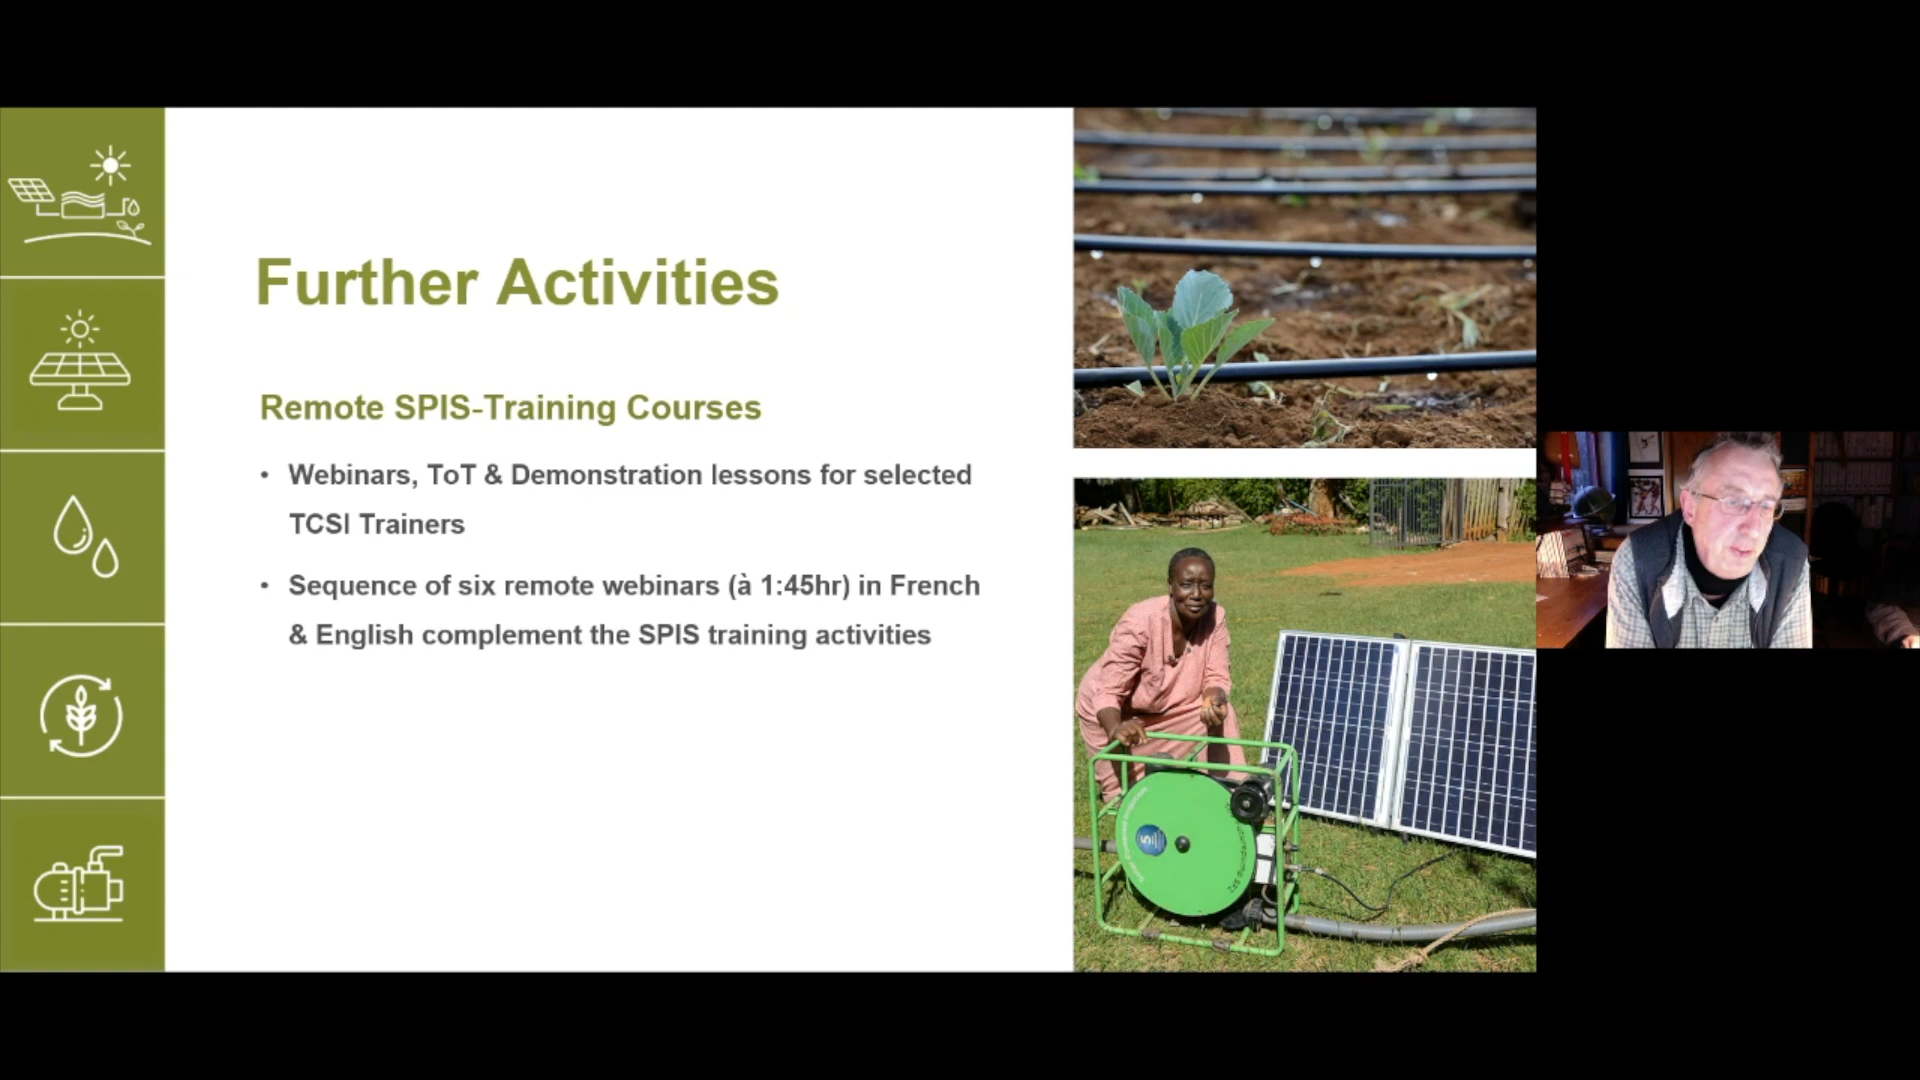 Further Activities
Remote SPIS-Training Courses
• Webinars, ToT & Demonstration lessons for selected
TCSI Trainers
• Sequence of six remote webinars (à 1:45hr) in French
& English complement the SPIS training activities